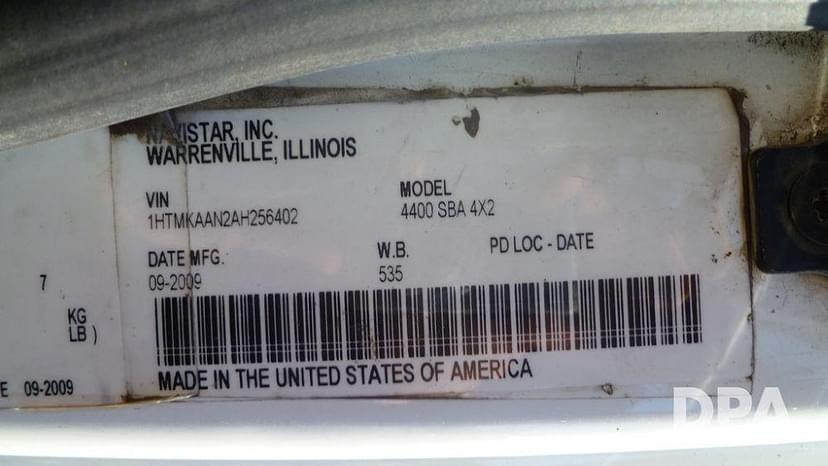 NAVISTAR, INC.
WARRENVILLE, ILLINOIS
VIN MODEL
1HTMKAAN2AH256402 4400 SBA 4X2
DATE MFG. W.B. PD LOC - DATE
09-2009 535
7
KG
LB )
E 09-2009
MADE IN THE UNITED STATES OF AMERICA
DPA